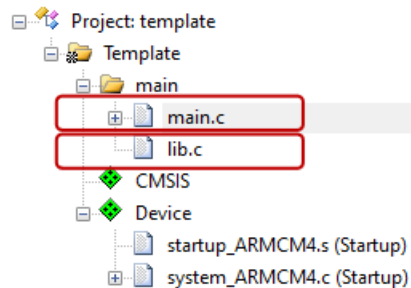 Project: template
Template
main
main.c
lib.c
CMSIS
Device
startup_ARMCM4.s (Startup)
system_ARMCM4.c (Startup)